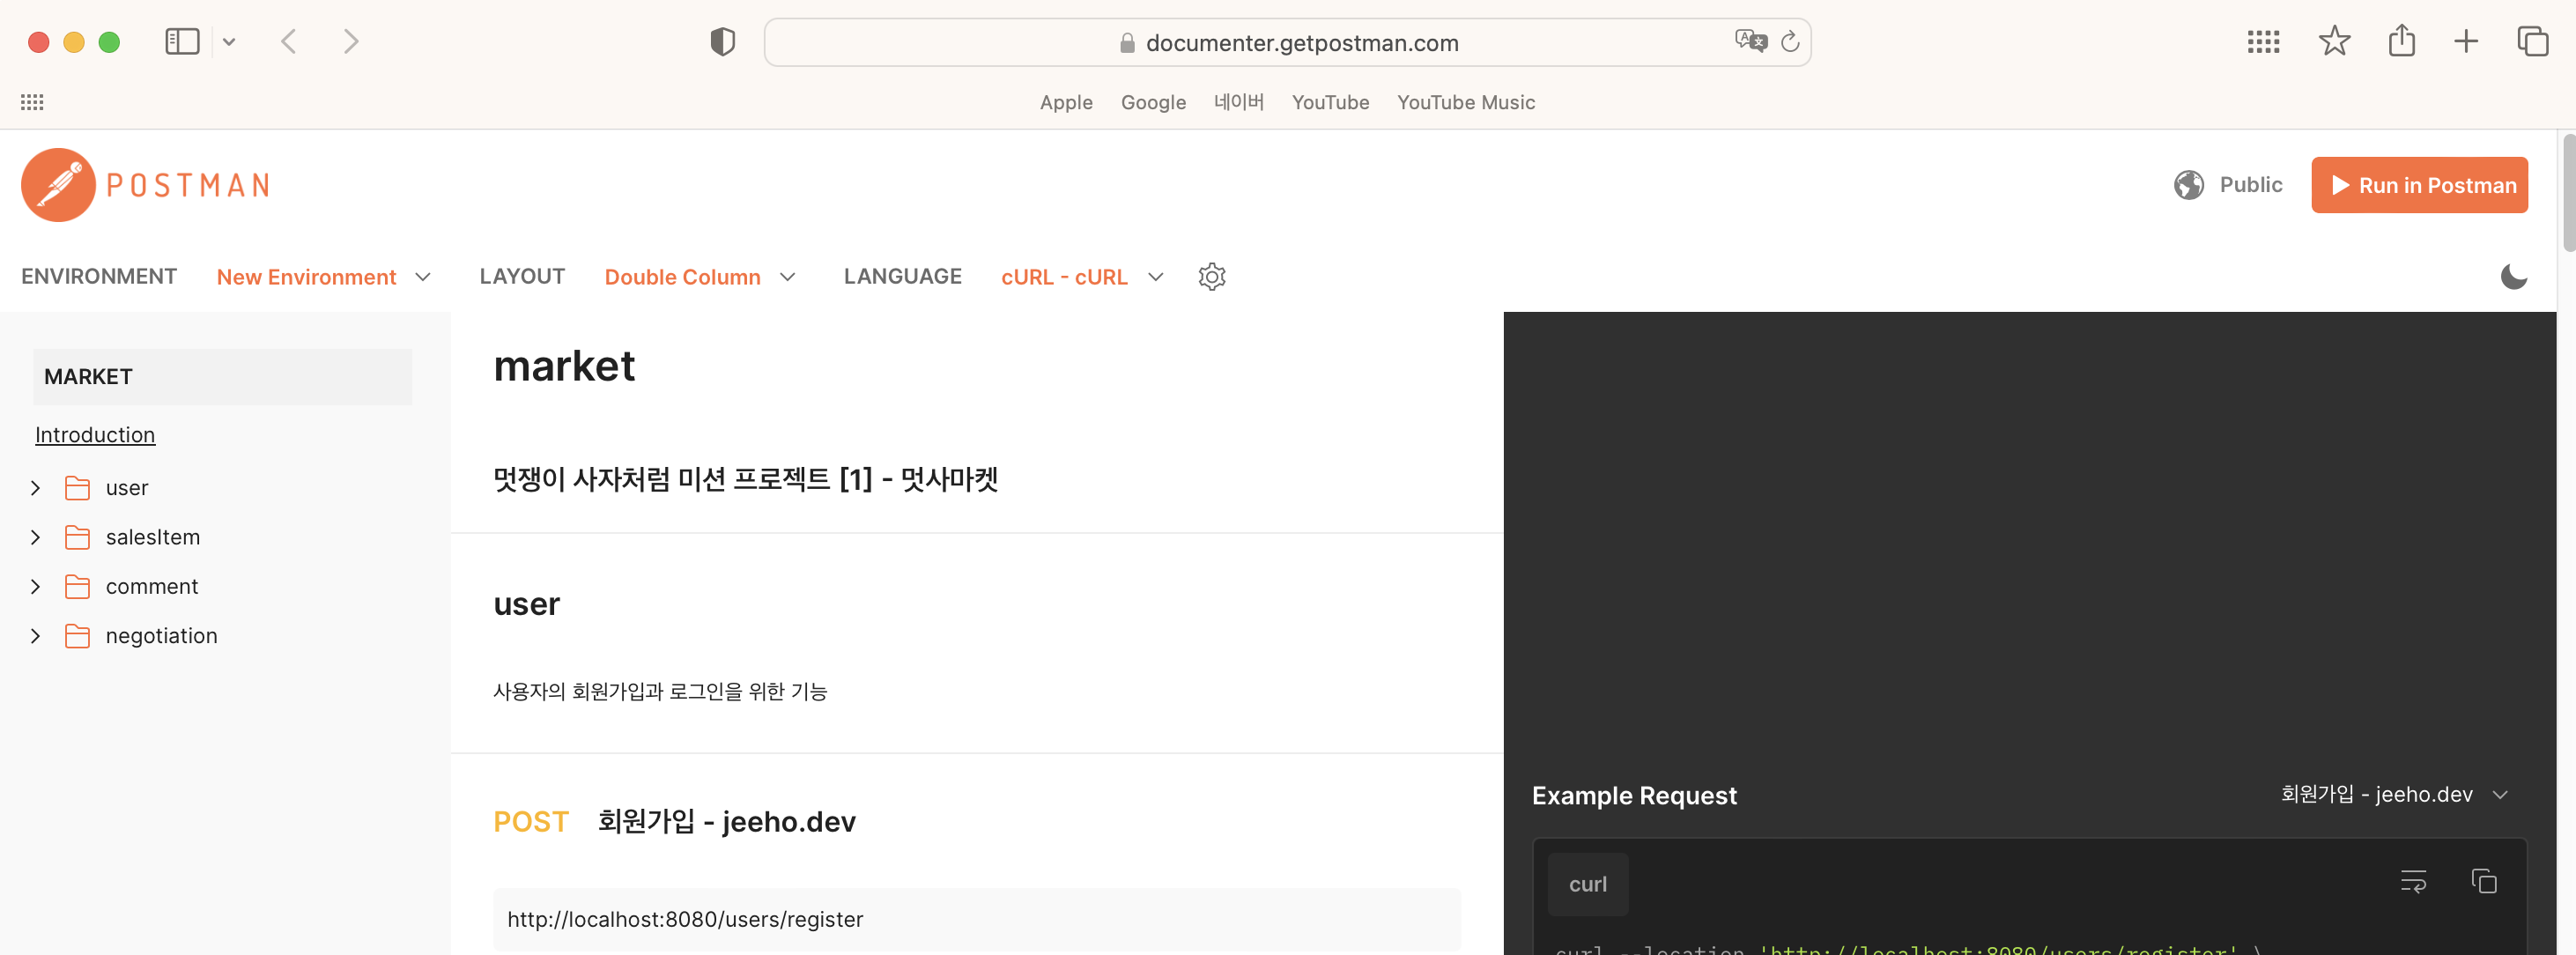 documenter.getpostman.com
Apple Google 네이버 YouTube YouTube Music
POSTMAN
Public
Run in Postman
ENVIRONMENT New Environment LAYOUT Double Column LANGUAGE cURL - cURL
MARKET
Introduction
user
salesItem
comment
negotiation
market
멋쟁이 사자처럼 미션 프로젝트 [1] - 멋사마켓
user
사용자의 회원가입과 로그인을 위한 기능
POST 회원가입 - jeeho.dev
http://localhost:8080/users/register
Example Request
회원가입 - jeeho.dev
curl
curl --location 'http://localhost:8080/users/register' \